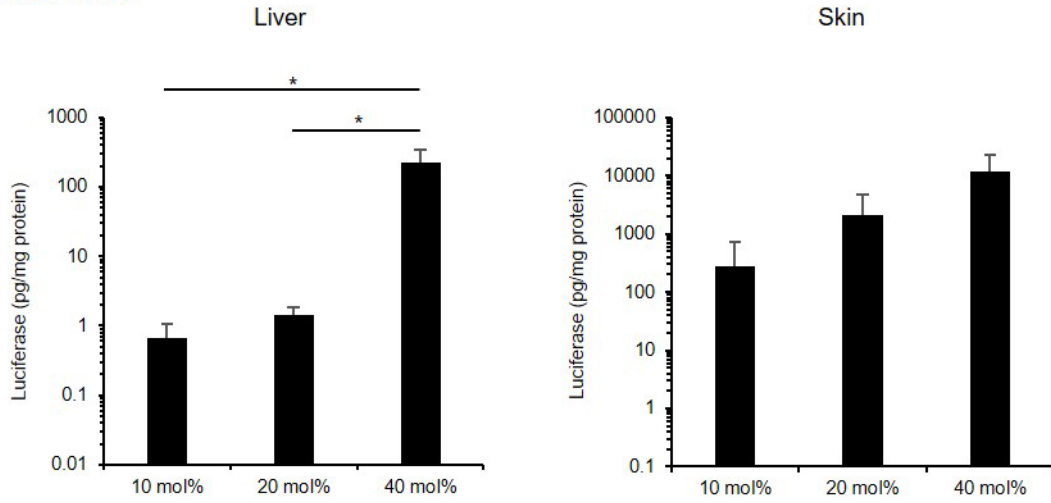 Liver
*
*
1000
100
10
1
0.1
0.01
Luciferase (pg/mg protein)
10 mol%
20 mol%
40 mol%
Skin
100000
10000
1000
100
10
1
0.1
Luciferase (pg/mg protein)
10 mol%
20 mol%
40 mol%